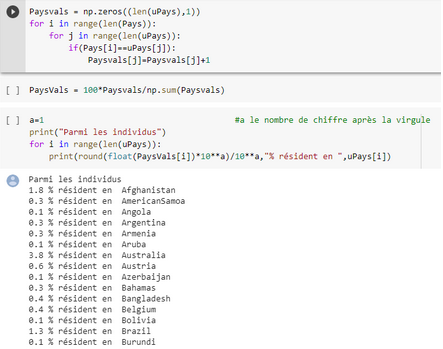 Paysvals = np.zeros((len(uPays),1))
for i in range(len(Pays)):
    for j in range(len(uPays)):
        if(Pays[i]==uPays[j]):
            Paysvals[j]=Paysvals[j]+1
[ ] PaysVals = 100*Paysvals/np.sum(Paysvals)
[ ] a=1 #a le nombre de chiffre après la virgule
print("Parmi les individus")
for i in range(len(uPays)):
    print(round(float(PaysVals[i])*10**a)/10**a,"% résident en ",uPays[i])
Parmi les individus
1.8 % résident en  Afghanistan
0.3 % résident en  AmericanSamoa
0.1 % résident en  Angola
0.3 % résident en  Argentina
0.3 % résident en  Armenia
0.1 % résident en  Aruba
3.8 % résident en  Australia
0.6 % résident en  Austria
0.1 % résident en  Azerbaijan
0.3 % résident en  Bahamas
0.4 % résident en  Bangladesh
0.4 % résident en  Belgium
0.1 % résident en  Bolivia
1.3 % résident en  Brazil
0.1 % résident en  Burundi